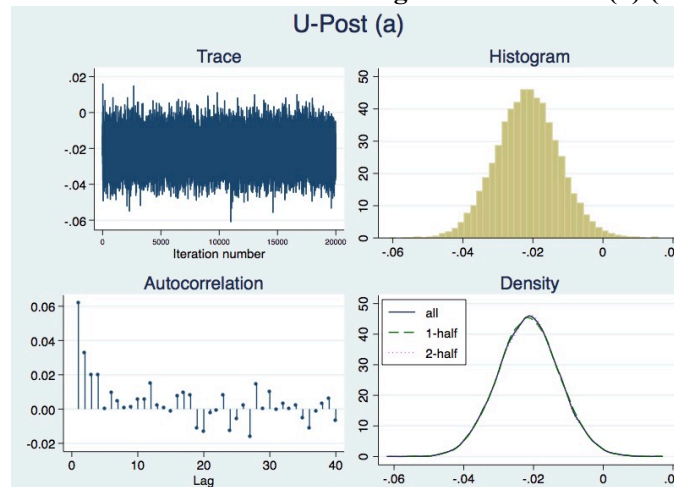 U-Post (a)
Trace
.02
0
-.02
-.04
-.06
0 5000 10000 15000 20000
Iteration number
Histogram
50
40
30
20
10
0
-.06 -.04 -.02 0
Autocorrelation
0.06
0.04
0.02
0.00
-0.02
0 10 20 30 40
Lag
Density
50
40
30
20
10
0
all
1-half
2-half
-.06 -.04 -.02 0